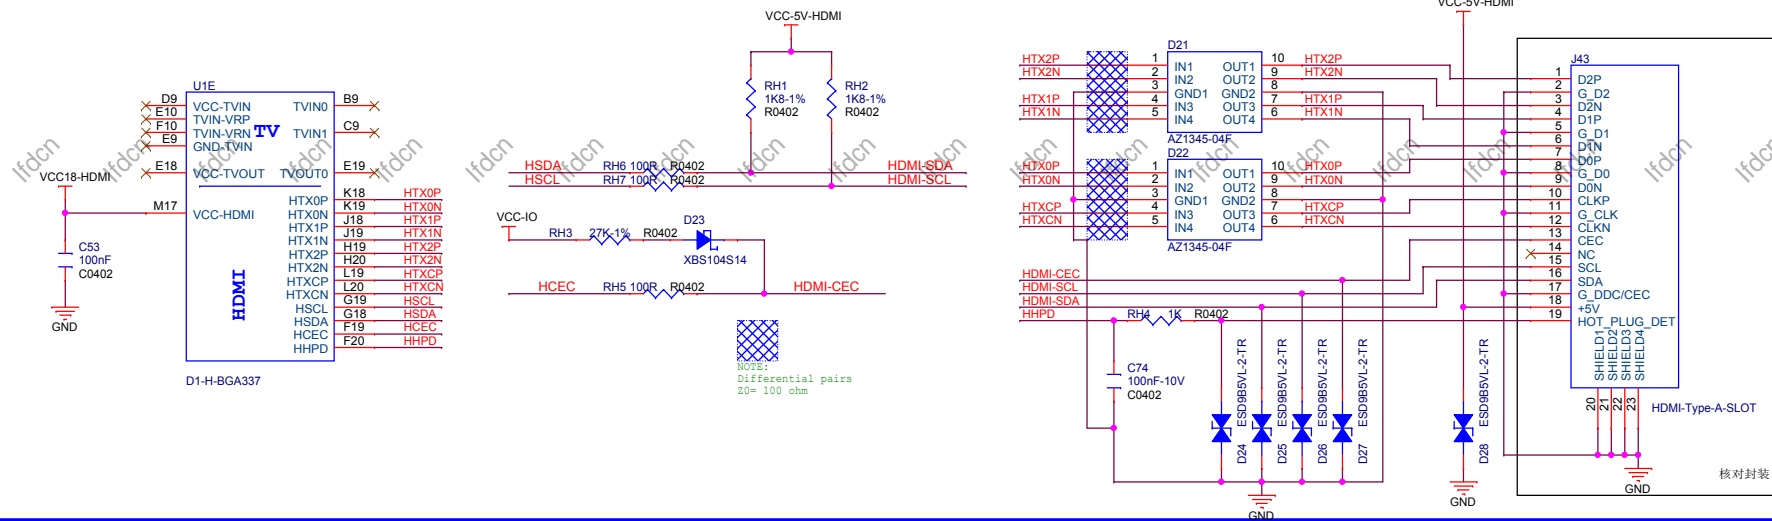 VCC-5V-HDMI
VCC-5V-HDMI
U1E
D9 VCC-TVIN TVIN0 B9
E10 TVIN-VRP
F10 TVIN-VRN TV TVIN1 C9
E9 GND-TVIN
E18 VCC-TVOUT TVOUT0 E19
VCC18-HDMI
M17 VCC-HDMI
HTX0P K18 HTX0P
HTX0N K19 HTX0N
HTX1P J18 HTX1P
HTX1N J19 HTX1N
HTX2P H19 HTX2P
HTX2N H20 HTX2N
HTXCP L19 HTXCP
HTXCN L20 HTXCN
HSCL G19 HSCL
HSDA G18 HSDA
HCEC F19 HCEC
HHPD F20 HHPD
HDMI
C53
100nF
C0402
GND
D1-H-BGA337
RH1
1K8-1%
R0402
RH2
1K8-1%
R0402
HSDA RH6 100R R0402 HDMI-SDA
HSCL RH7 100R R0402 HDMI-SCL
VCC-IO
RH3 27K-1% R0402
D23
XBS104S14
HCEC RH5 100R R0402 HDMI-CEC
NOTE:
Differential pairs
Z0= 100 ohm
D21
HTX2P 1 IN1 OUT1 10 HTX2P
HTX2N 2 IN2 OUT2 9 HTX2N
3 GND1 GND2 8
HTX1P 4 IN3 OUT3 7 HTX1P
HTX1N 5 IN4 OUT4 6 HTX1N
AZ1345-04F
D22
HTX0P 1 IN1 OUT1 10 HTX0P
HTX0N 2 IN2 OUT2 9 HTX0N
3 GND1 GND2 8
HTXCP 4 IN3 OUT3 7 HTXCP
HTXCN 5 IN4 OUT4 6 HTXCN
AZ1345-04F
HDMI-CEC
HDMI-SCL
HDMI-SDA
HHPD RH4 1K R0402
C74
100nF-10V
C0402
D24 ESD9B5VL-2-TR
D25 ESD9B5VL-2-TR
D26 ESD9B5VL-2-TR
D27 ESD9B5VL-2-TR
D28 ESD9B5VL-2-TR
GND
GND
J43
1 D2P
2 G_D2
3 D2N
4 D1P
5 G_D1
6 D1N
7 D0P
8 G_D0
9 D0N
10 CLKP
11 G_CLK
12 CLKN
13 CEC
14 NC
15 SCL
16 SDA
17 G_DDC/CEC
18 +5V
19 HOT_PLUG_DET
SHIELD1
SHIELD2
SHIELD3
SHIELD4
20
21
22
23
HDMI-Type-A-SLOT
GND
核对封装
lfdcn
lfdcn
lfdcn
lfdcn
lfdcn
lfdcn
lfdcn
lfdcn
lfdcn
lfdcn
lfdcn
lfdcn
lfdcn